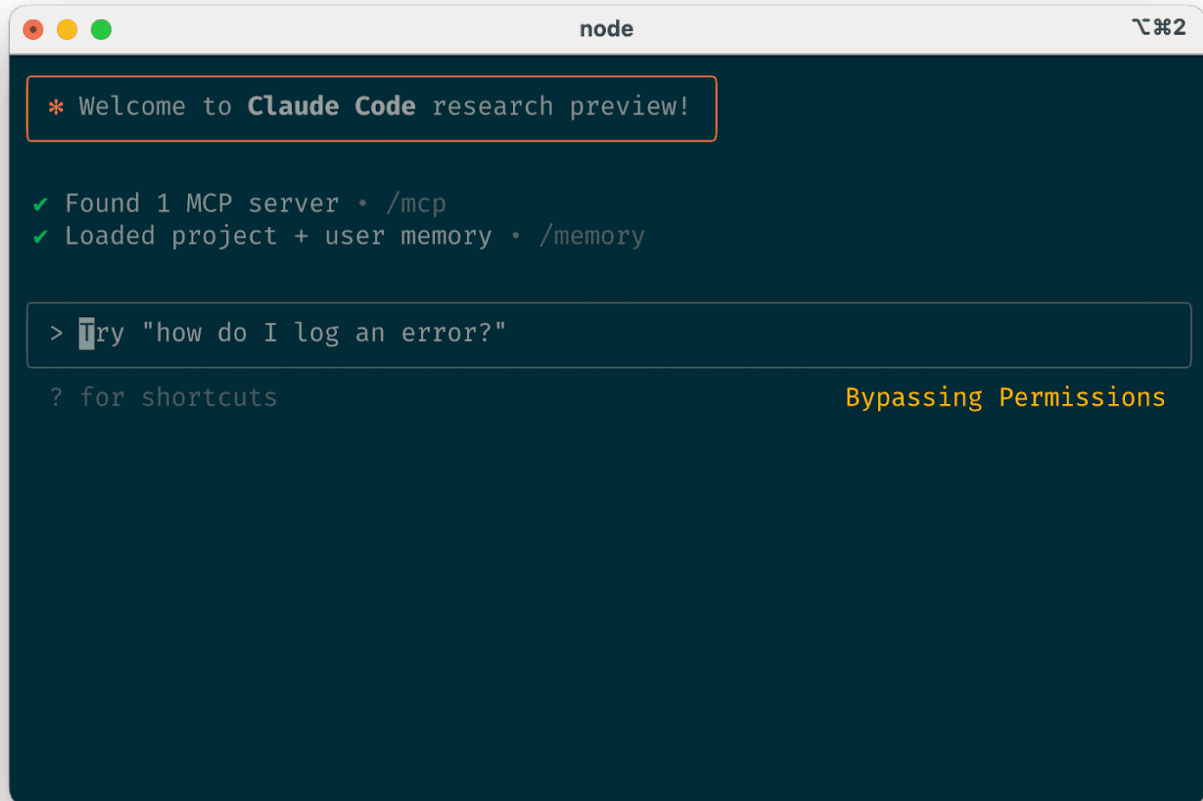 node
⌥⌘2
* Welcome to Claude Code research preview!
✔ Found 1 MCP server • /mcp
✔ Loaded project + user memory • /memory
> Try "how do I log an error?"
? for shortcuts
Bypassing Permissions